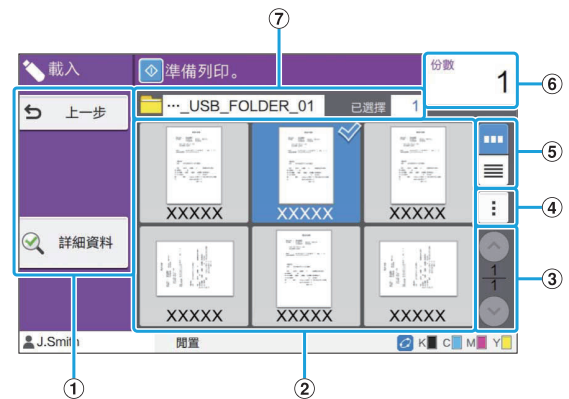 ⑦
載入
準備列印。
份數
1
⑥
上一步
…_USB_FOLDER_01
已選擇 1
⑤
XXXXX XXXXX XXXXX
④
詳細資料
1
1
③
XXXXX XXXXX XXXXX
J.Smith
閒置
K C M Y
① ②